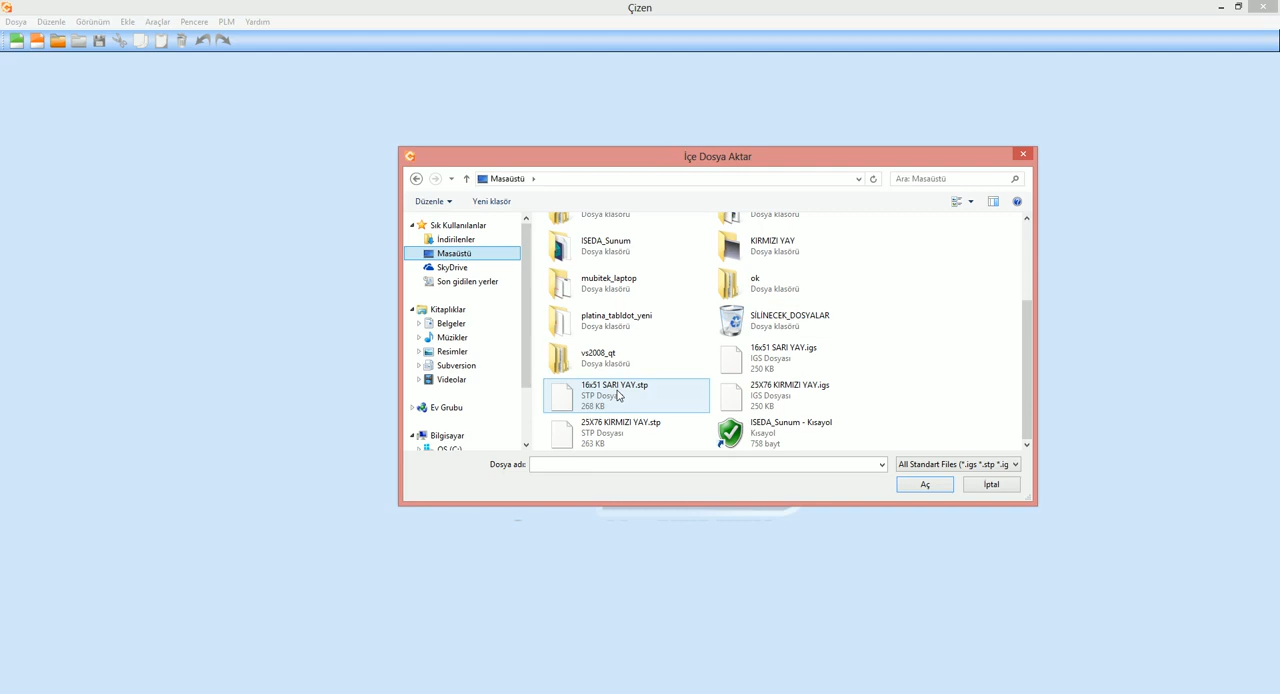 Çizen
Dosya Düzenle Görünüm Ekle Araçlar Pencere PLM Yardım
İçe Dosya Aktar
Masaüstü
Ara: Masaüstü
Düzenle
Yeni klasör
Sık Kullanılanlar
İndirilenler
Masaüstü
SkyDrive
Son gidilen yerler
Kitaplıklar
Belgeler
Müzikler
Resimler
Subversion
Videolar
Ev Grubu
Bilgisayar
OS (C:)
Dosya klasörü
Dosya klasörü
ISEDA_Sunum
Dosya klasörü
KIRMIZI YAY
Dosya klasörü
mubitek_laptop
Dosya klasörü
ok
Dosya klasörü
platina_tabldot_yeni
Dosya klasörü
SİLİNECEK_DOSYALAR
Dosya klasörü
vs2008_qt
Dosya klasörü
16x51 SARI YAY.igs
IGS Dosyası
250 KB
16x51 SARI YAY.stp
STP Dosya
268 KB
25X76 KIRMIZI YAY.igs
IGS Dosyası
250 KB
25X76 KIRMIZI YAY.stp
STP Dosyası
263 KB
ISEDA_Sunum - Kısayol
Kısayol
758 bayt
Dosya adı:
All Standart Files (*.igs *.stp *.ig
Aç
İptal